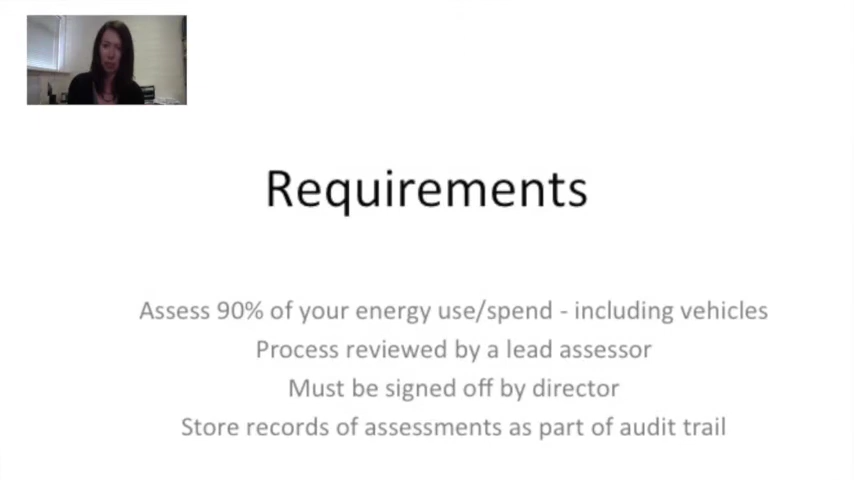 Requirements
Assess 90% of your energy use/spend - including vehicles
Process reviewed by a lead assessor
Must be signed off by director
Store records of assessments as part of audit trail